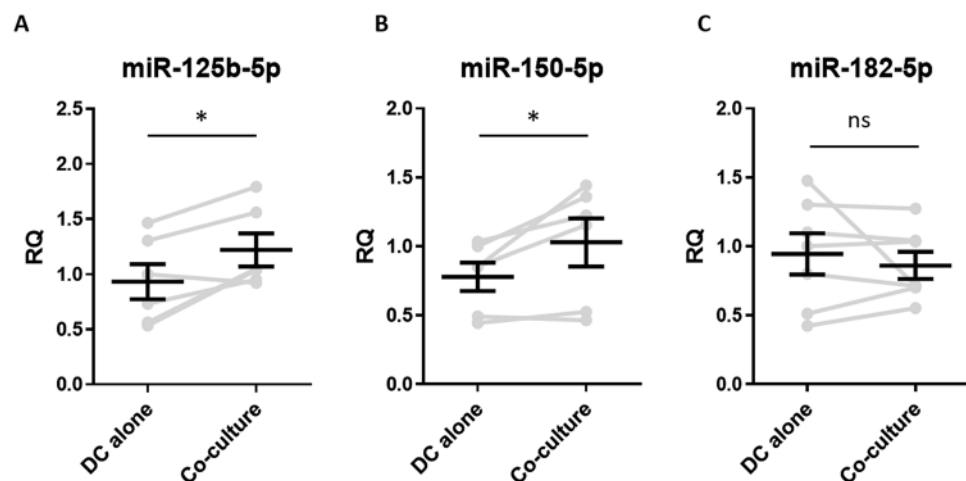 A
B
C
miR-125b-5p
miR-150-5p
miR-182-5p
2.5
2.0
1.5
1.0
0.5
0.0
RQ
*
DC alone
Co-culture
2.0
1.5
1.0
0.5
0.0
RQ
*
DC alone
Co-culture
2.0
1.5
1.0
0.5
0.0
RQ
ns
DC alone
Co-culture